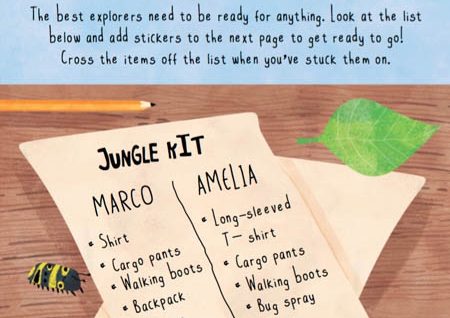 The best explorers need to be ready for anything. Look at the list
below and add stickers to the next page to get ready to go!
Cross the items off the list when you've stuck them on.
JUNGLE KIT
MARCO
• Shirt
• Cargo pants
• Walking boots
• Backpack
AMELIA
• Long-sleeved
T- shirt
• Cargo pants
• Walking boots
• Bug spray